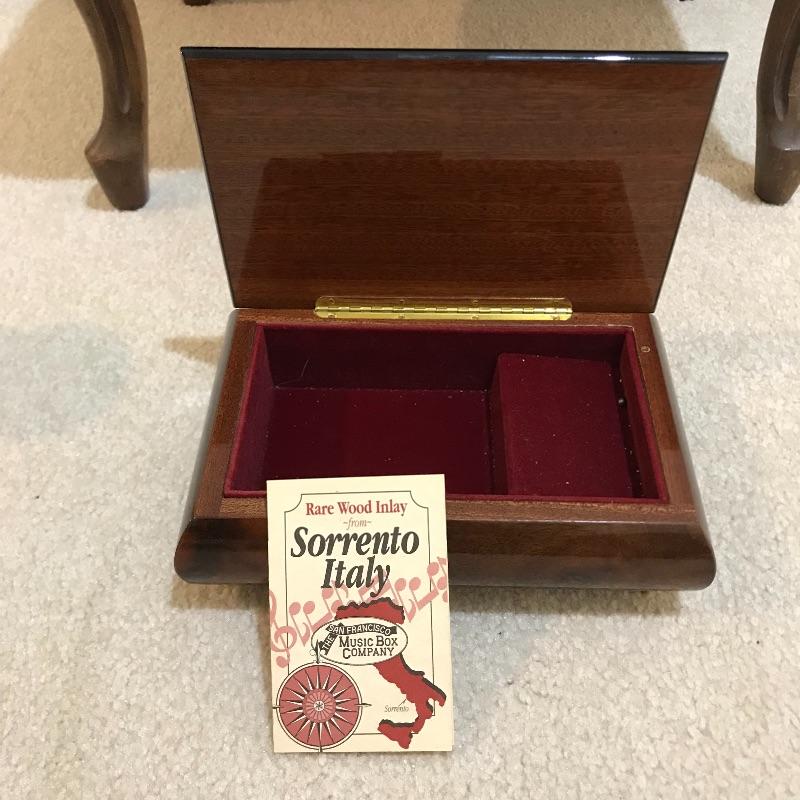 Rare Wood Inlay
~from~
Sorrento
Italy
THE SAN FRANCISCO
MUSIC BOX
COMPANY
Sorrento